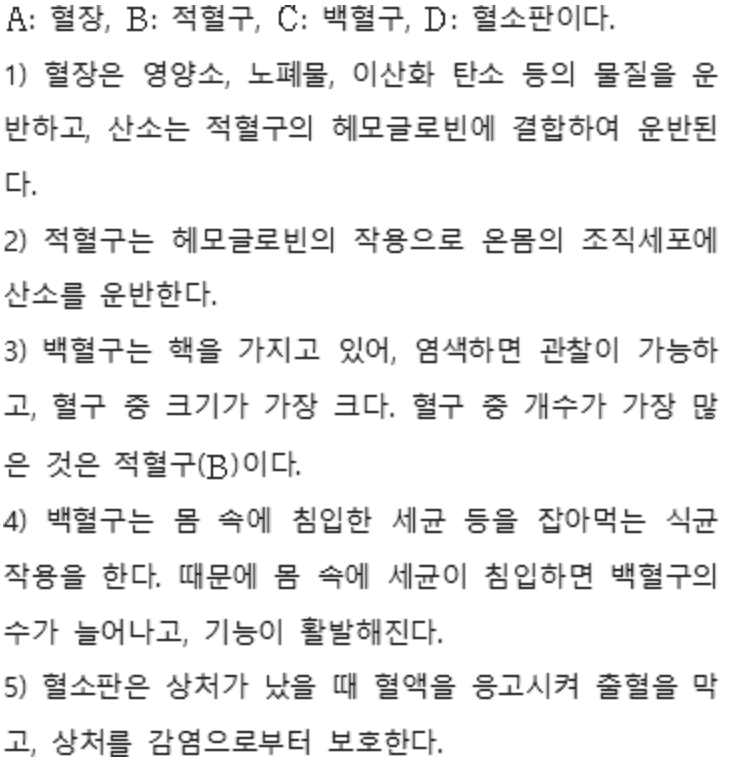 A: 혈장, B: 적혈구, C: 백혈구, D: 혈소판이다.
1) 혈장은 영양소, 노폐물, 이산화 탄소 등의 물질을 운
반하고, 산소는 적혈구의 헤모글로빈에 결합하여 운반된
다.
2) 적혈구는 헤모글로빈의 작용으로 온몸의 조직세포에
산소를 운반한다.
3) 백혈구는 핵을 가지고 있어, 염색하면 관찰이 가능하
고, 혈구 중 크기가 가장 크다. 혈구 중 개수가 가장 많
은 것은 적혈구(B)이다.
4) 백혈구는 몸 속에 침입한 세균 등을 잡아먹는 식균
작용을 한다. 때문에 몸 속에 세균이 침입하면 백혈구의
수가 늘어나고, 기능이 활발해진다.
5) 혈소판은 상처가 났을 때 혈액을 응고시켜 출혈을 막
고, 상처를 감염으로부터 보호한다.